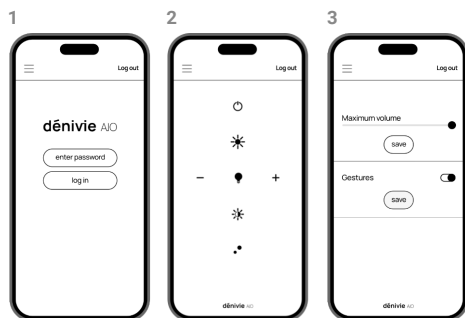 1
Log out
dénivie AIO
enter password
log in
2
Log out
dénivie AIO
3
Log out
Maximum volume
save
Gestures
save
dénivie AIO